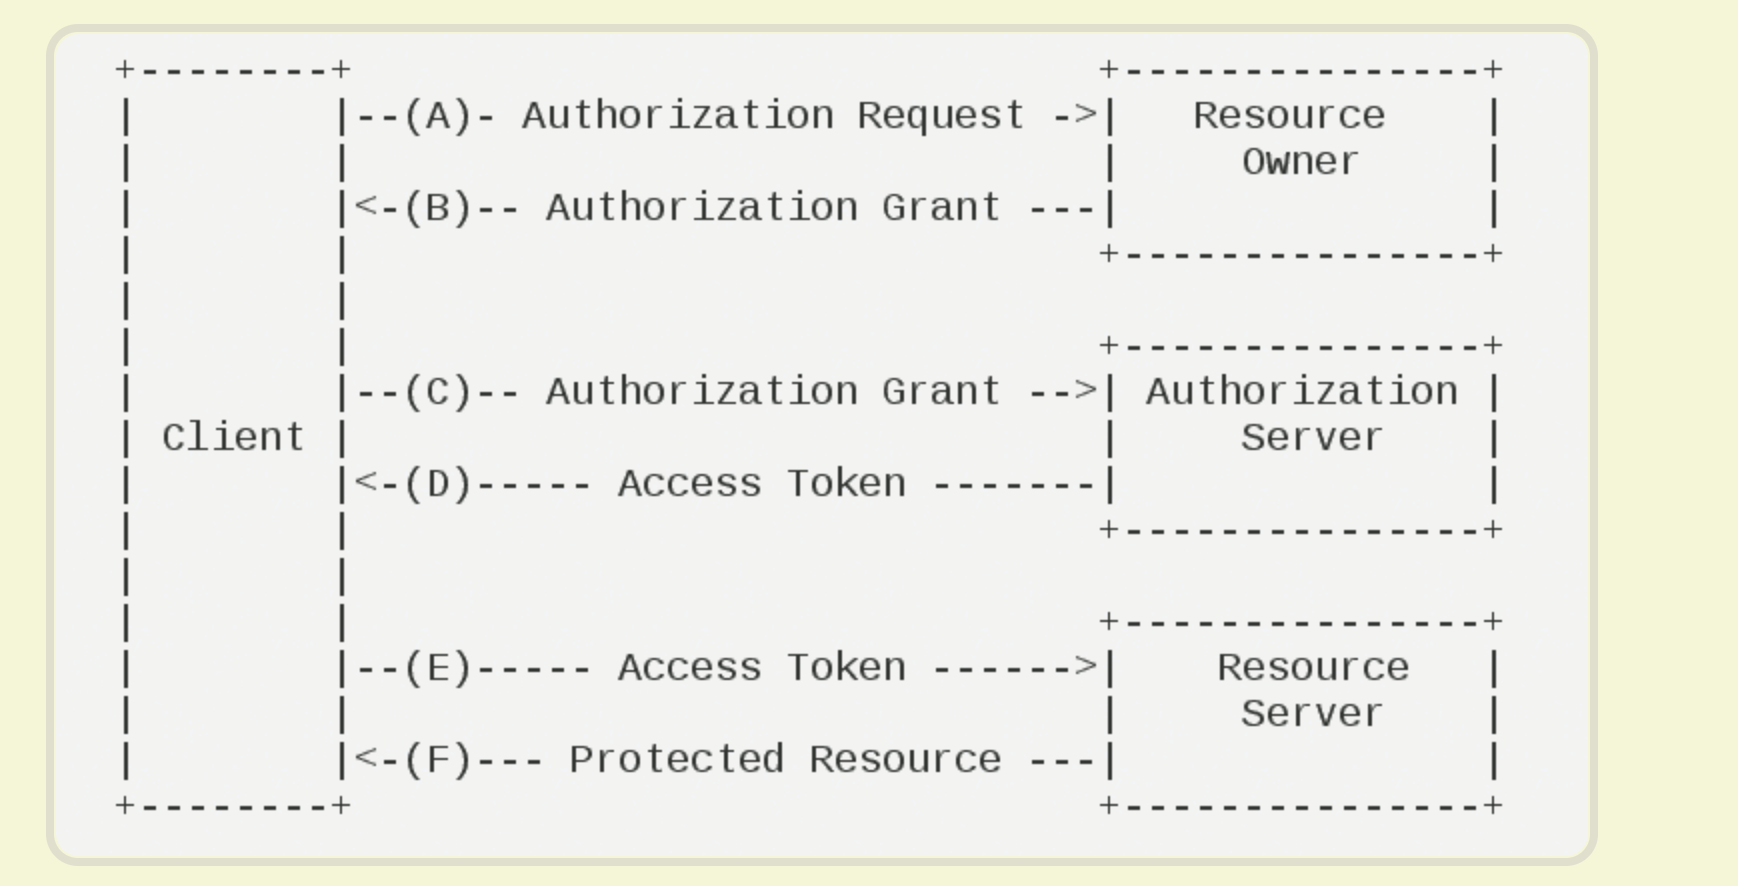 +--------+                               +---------------+
|        |--(A)- Authorization Request ->|   Resource    |
|        |                               |     Owner     |
|        |<-(B)-- Authorization Grant ---|               |
|        |                               +---------------+
|        |
|        |                               +---------------+
|        |--(C)-- Authorization Grant -->| Authorization |
| Client |                               |     Server    |
|        |<-(D)----- Access Token -------|               |
|        |                               +---------------+
|        |
|        |                               +---------------+
|        |--(E)----- Access Token ------>|    Resource   |
|        |                               |     Server    |
|        |<-(F)--- Protected Resource ---|               |
+--------+                               +---------------+